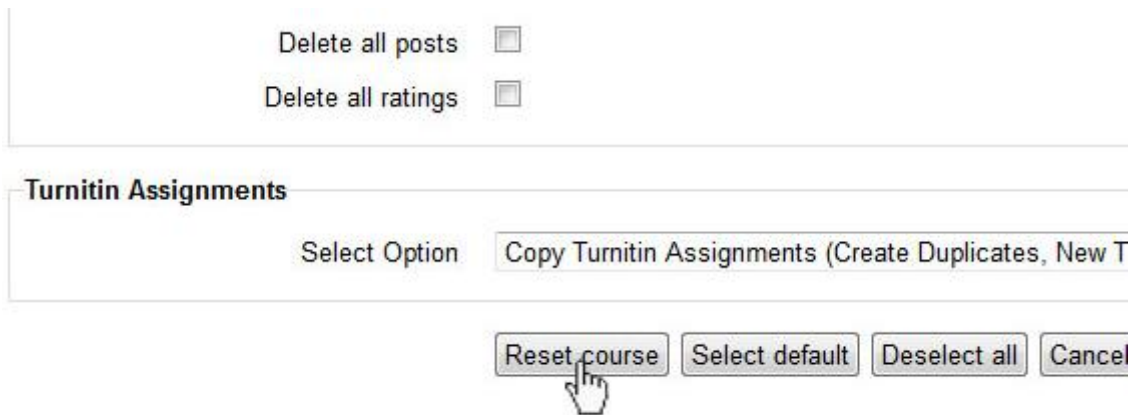 Delete all posts
Delete all ratings
Turnitin Assignments
Select Option Copy Turnitin Assignments (Create Duplicates, New T
Reset course Select default Deselect all Cancel